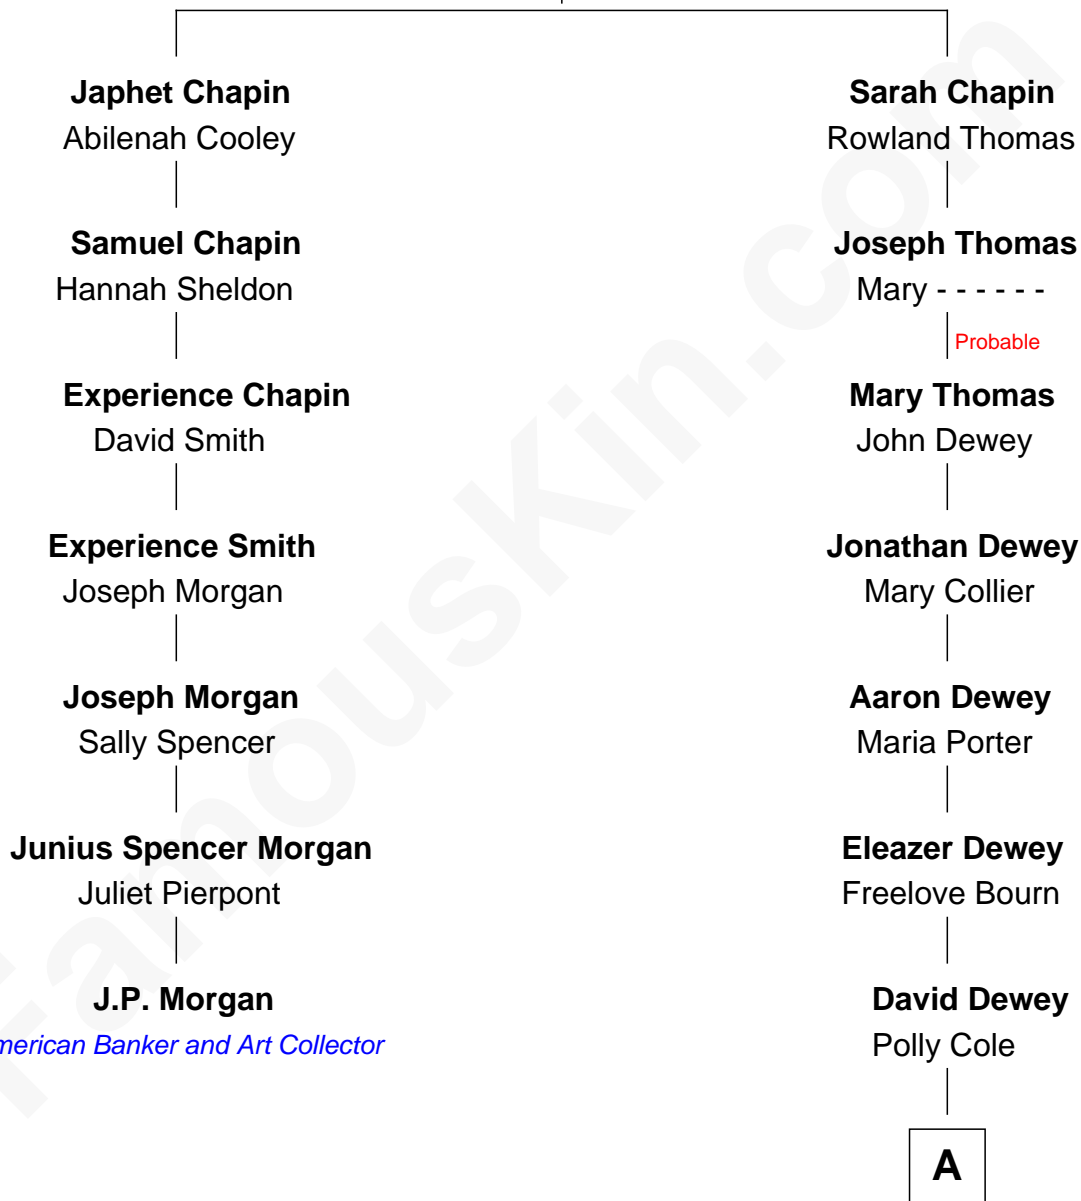 Japhet Chapin
Abilenah Cooley
Samuel Chapin
Hannah Sheldon
Experience Chapin
David Smith
Experience Smith
Joseph Morgan
Joseph Morgan
Sally Spencer
Junius Spencer Morgan
Juliet Pierpont
J.P. Morgan
merican Banker and Art Collector
Sarah Chapin
Rowland Thomas
Joseph Thomas
Mary - - - - - -
Probable
Mary Thomas
John Dewey
Jonathan Dewey
Mary Collier
Aaron Dewey
Maria Porter
Eleazer Dewey
Freelove Bourn
David Dewey
Polly Cole
A
FamousKin.com